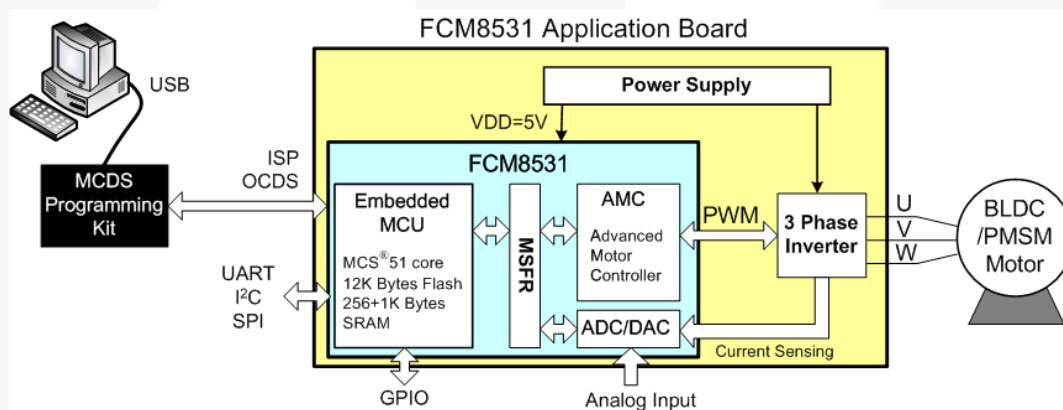 FCM8531 Application Board
USB
Power Supply
VDD=5V
FCM8531
ISP
OCDS
MCDS
Programming
Kit
Embedded
MCU
MCS®51 core
12K Bytes Flash
256+1K Bytes
SRAM
MSFR
AMC
Advanced
Motor
Controller
PWM
3 Phase
Inverter
U
V
W
BLDC
/PMSM
Motor
UART
I²C
SPI
ADC/DAC
Current Sensing
GPIO
Analog Input